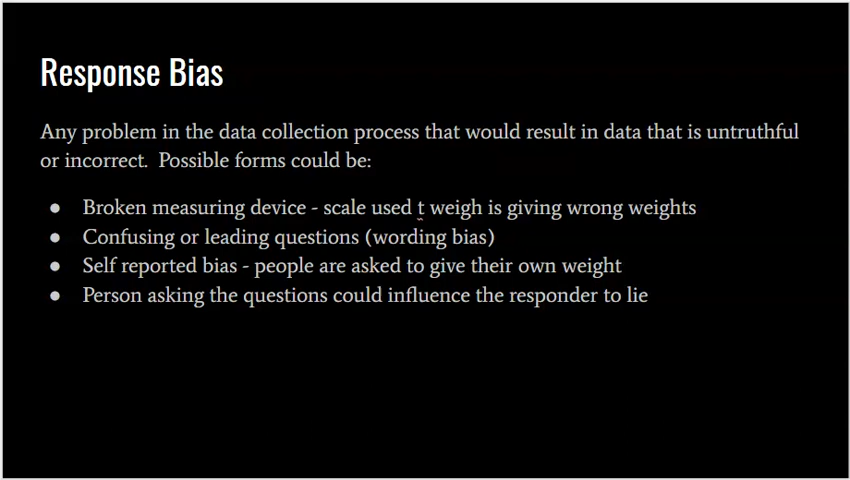 Response Bias
Any problem in the data collection process that would result in data that is untruthful
or incorrect.  Possible forms could be:
● Broken measuring device - scale used t weigh is giving wrong weights
● Confusing or leading questions (wording bias)
● Self reported bias - people are asked to give their own weight
● Person asking the questions could influence the responder to lie